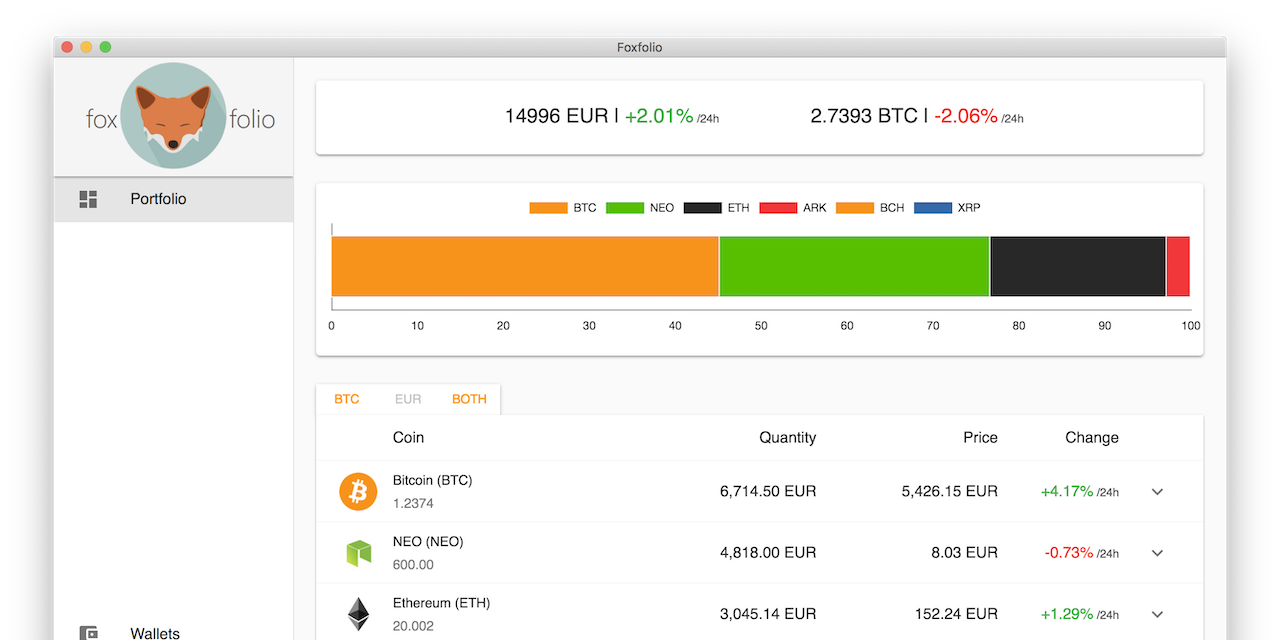 Foxfolio
fox folio
Portfolio
Wallets
14996 EUR | +2.01% /24h
2.7393 BTC | -2.06% /24h
BTC NEO ETH ARK BCH XRP
0 10 20 30 40 50 60 70 80 90 100
BTC EUR BOTH
Coin Quantity Price Change
Bitcoin (BTC)
1.2374
6,714.50 EUR 5,426.15 EUR +4.17% /24h
NEO (NEO)
600.00
4,818.00 EUR 8.03 EUR -0.73% /24h
Ethereum (ETH)
20.002
3,045.14 EUR 152.24 EUR +1.29% /24h